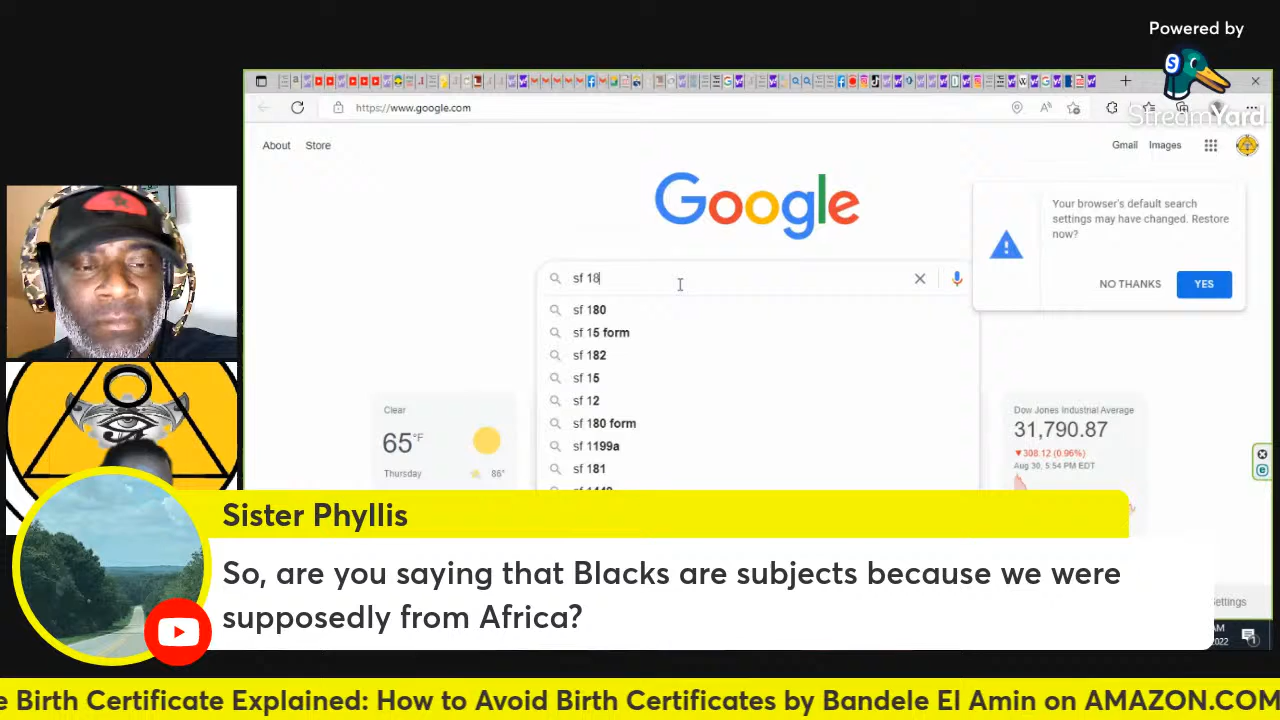 Powered by
StreamYard
https://www.google.com
About Store
Gmail Images
Google
Your browser's default search
settings may have changed. Restore
now?
NO THANKS YES
sf 18
sf 180
sf 15 form
sf 182
sf 15
sf 12
sf 180 form
sf 1199a
sf 181
Clear
65°F
Thursday 86°
Dow Jones Industrial Average
31,790.87
▼308.12 (0.96%)
Aug 30, 5:54 PM EDT
Sister Phyllis
So, are you saying that Blacks are subjects because we were
supposedly from Africa?
ettings
AM
2022
e Birth Certificate Explained: How to Avoid Birth Certificates by Bandele El Amin on AMAZON.COM